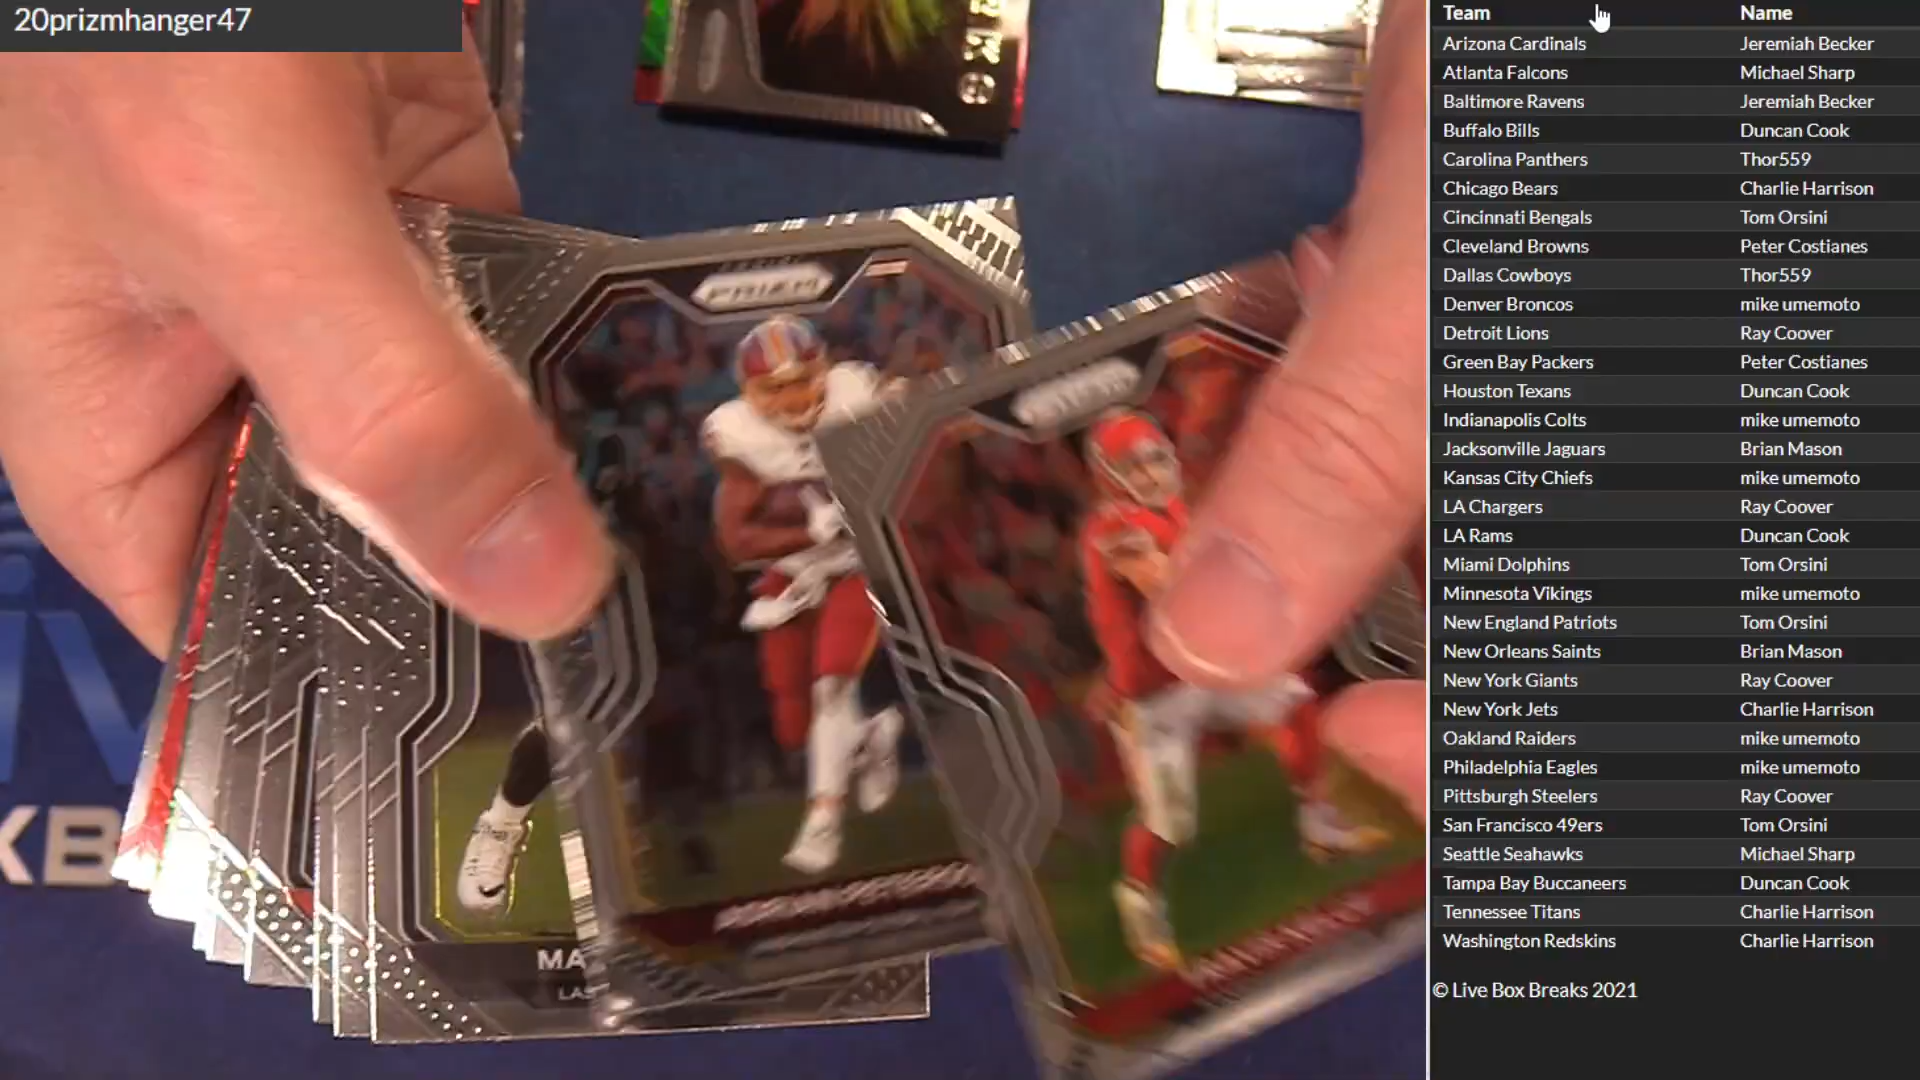 20prizmhanger47
PRIZM
ADRIAN PETERSON
MA
LAS
KB
Team Name
Arizona Cardinals Jeremiah Becker
Atlanta Falcons Michael Sharp
Baltimore Ravens Jeremiah Becker
Buffalo Bills Duncan Cook
Carolina Panthers Thor559
Chicago Bears Charlie Harrison
Cincinnati Bengals Tom Orsini
Cleveland Browns Peter Costianes
Dallas Cowboys Thor559
Denver Broncos mike umemoto
Detroit Lions Ray Coover
Green Bay Packers Peter Costianes
Houston Texans Duncan Cook
Indianapolis Colts mike umemoto
Jacksonville Jaguars Brian Mason
Kansas City Chiefs mike umemoto
LA Chargers Ray Coover
LA Rams Duncan Cook
Miami Dolphins Tom Orsini
Minnesota Vikings mike umemoto
New England Patriots Tom Orsini
New Orleans Saints Brian Mason
New York Giants Ray Coover
New York Jets Charlie Harrison
Oakland Raiders mike umemoto
Philadelphia Eagles mike umemoto
Pittsburgh Steelers Ray Coover
San Francisco 49ers Tom Orsini
Seattle Seahawks Michael Sharp
Tampa Bay Buccaneers Duncan Cook
Tennessee Titans Charlie Harrison
Washington Redskins Charlie Harrison
© Live Box Breaks 2021